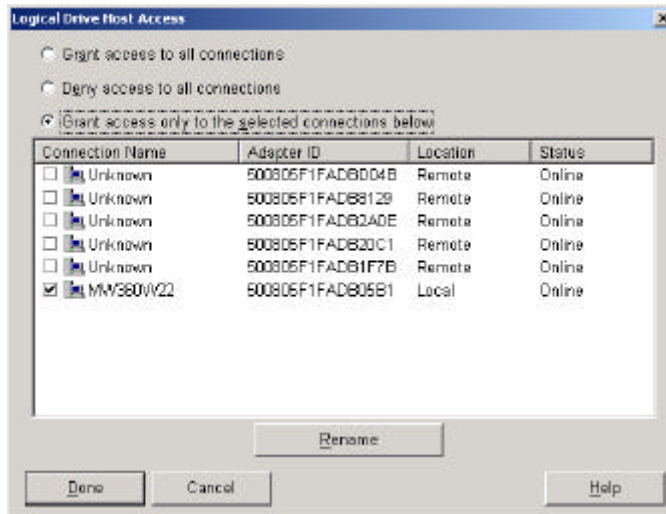 Logical Drive Host Access
Grant access to all connections
Deny access to all connections
Grant access only to the selected connections below
Connection Name Adapter ID Location Status
Unknown 500805F1FADBD04B Remote Online
Unknown 500805F1FADB8129 Remote Online
Unknown 500805F1FADB2A0E Remote Online
Unknown 500805F1FADB20C1 Remote Online
Unknown 500805F1FADB1F7B Remote Online
MW360W22 500805F1FADB05B1 Local Online
Rename
Done Cancel Help